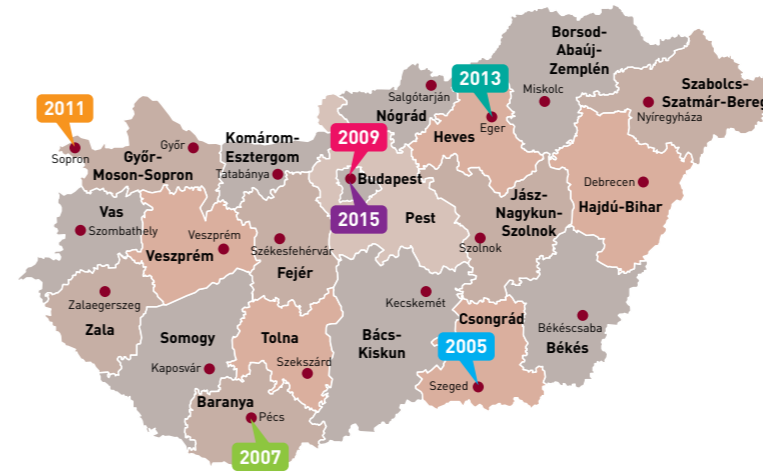 Borsod-
Abaúj-
Zemplén
2013
Szabolcs-
Szatmár-Bereg
Salgótarján
Miskolc
2011
Nógrád
Nyíregyháza
Eger
Heves
Komárom-
Esztergom
2009
Győr
Sopron
Győr-
Moson-Sopron
Tatabánya
Budapest
Debrecen
Jász-
Nagykun-
Szolnok
Hajdú-Bihar
Vas
2015
Pest
Szombathely
Veszprém
Veszprém
Székesfehérvár
Szolnok
Fejér
Zalaegerszeg
Kecskemét
Zala
Somogy
Tolna
Bács-
Kiskun
Csongrád
Békéscsaba
Békés
2005
Kaposvár
Szekszárd
Szeged
Baranya
Pécs
2007